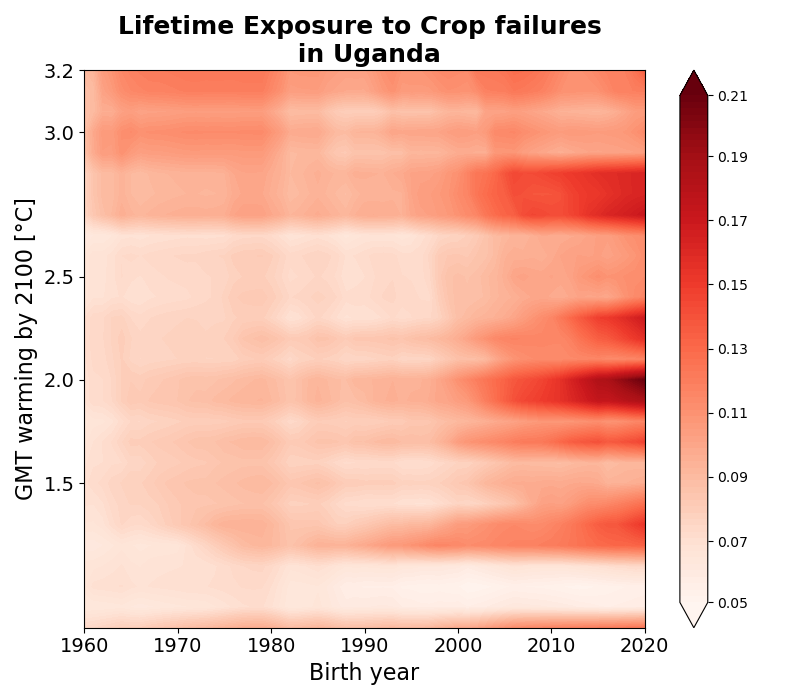 Lifetime Exposure to Crop failures
in Uganda
GMT warming by 2100 [°C]
3.2
3.0
2.5
2.0
1.5
1960 1970 1980 1990 2000 2010 2020
Birth year
0.21
0.19
0.17
0.15
0.13
0.11
0.09
0.07
0.05